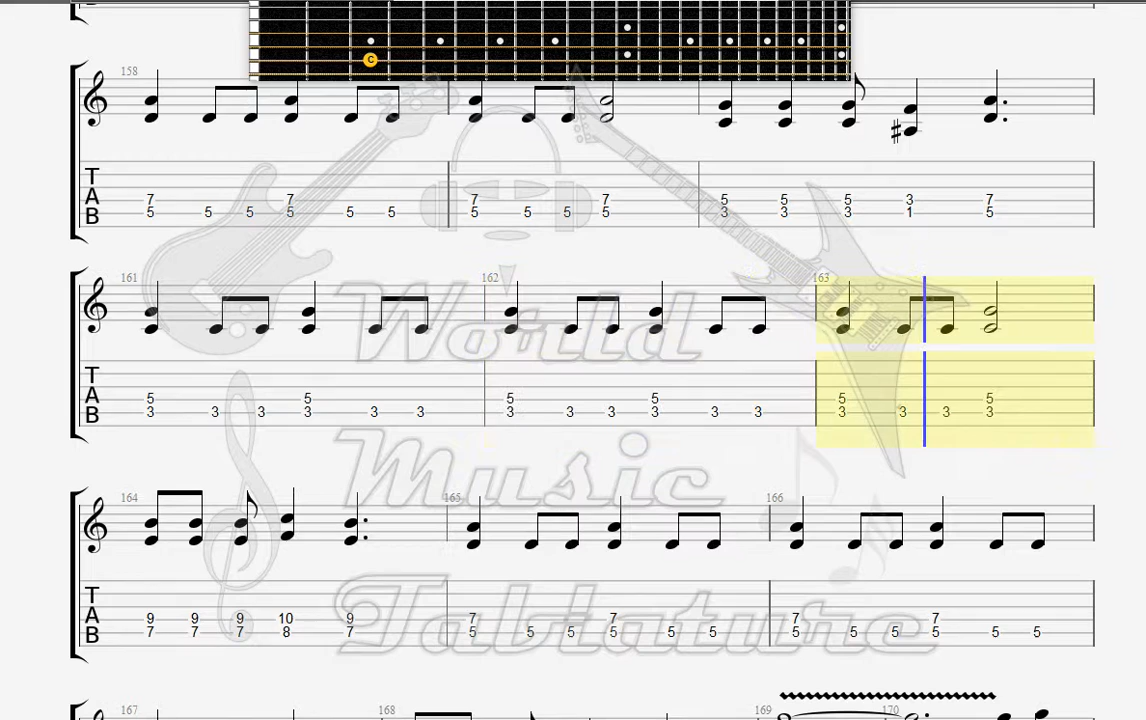 C
158
T
A
B
7 7 7 7 5 5 5 3 7
5 5 5 5 5 5 5 5 5 5 3 3 3 1 5
161 162 163
T
A
B
5 5 5 5 5 5
3 3 3 3 3 3 3 3 3 3 3 3 3 3 3 3
World
Music
Tablature
164 165 166
T
A
B
9 9 9 10 9 7 7 7 7
7 7 7 8 7 5 5 5 5 5 5 5 5 5 5 5 5
167 168 169 170